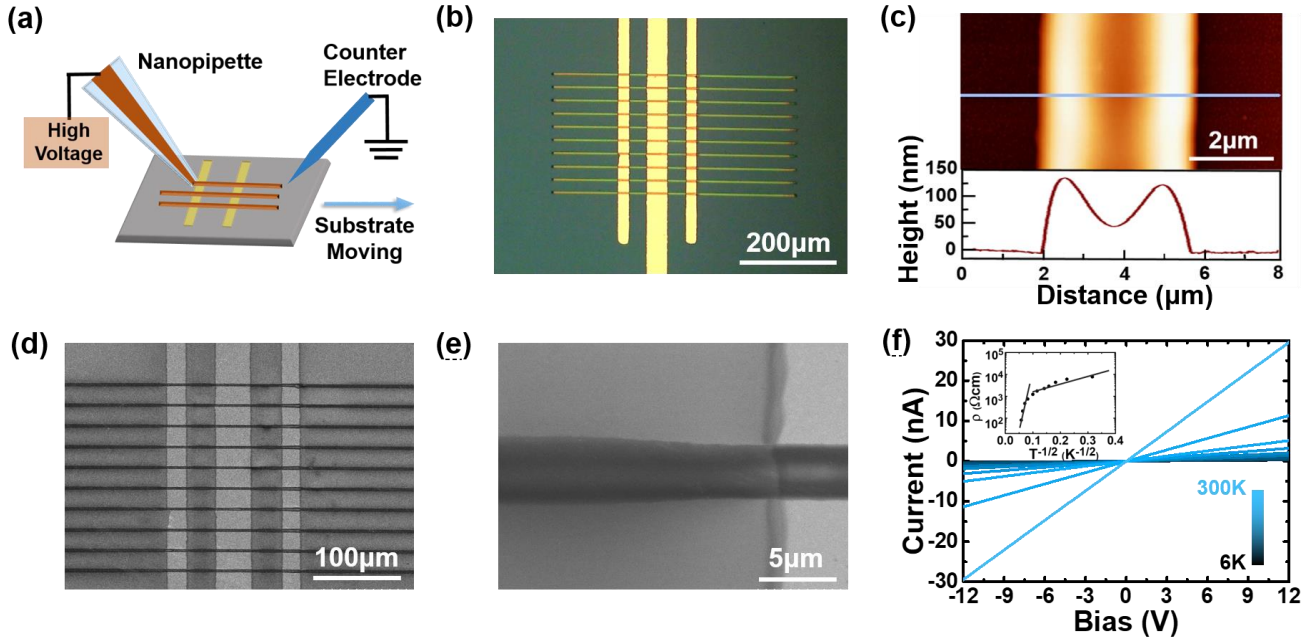 (a)
Nanopipette
Counter
Electrode
High
Voltage
Substrate
Moving
(b)
200μm
(c)
2μm
Height (nm)
150
100
50
0
0 2 4 6 8
Distance (μm)
(d)
100μm
(e)
5μm
(f)
Current (nA)
30
20
10
0
-10
-20
-30
-12 -9 -6 -3 0 3 6 9 12
Bias (V)
ρ (Ωcm)
10⁵
10⁴
10³
10²
0.0 0.1 0.2 0.3 0.4
T⁻¹/² (K⁻¹/²)
300K
6K